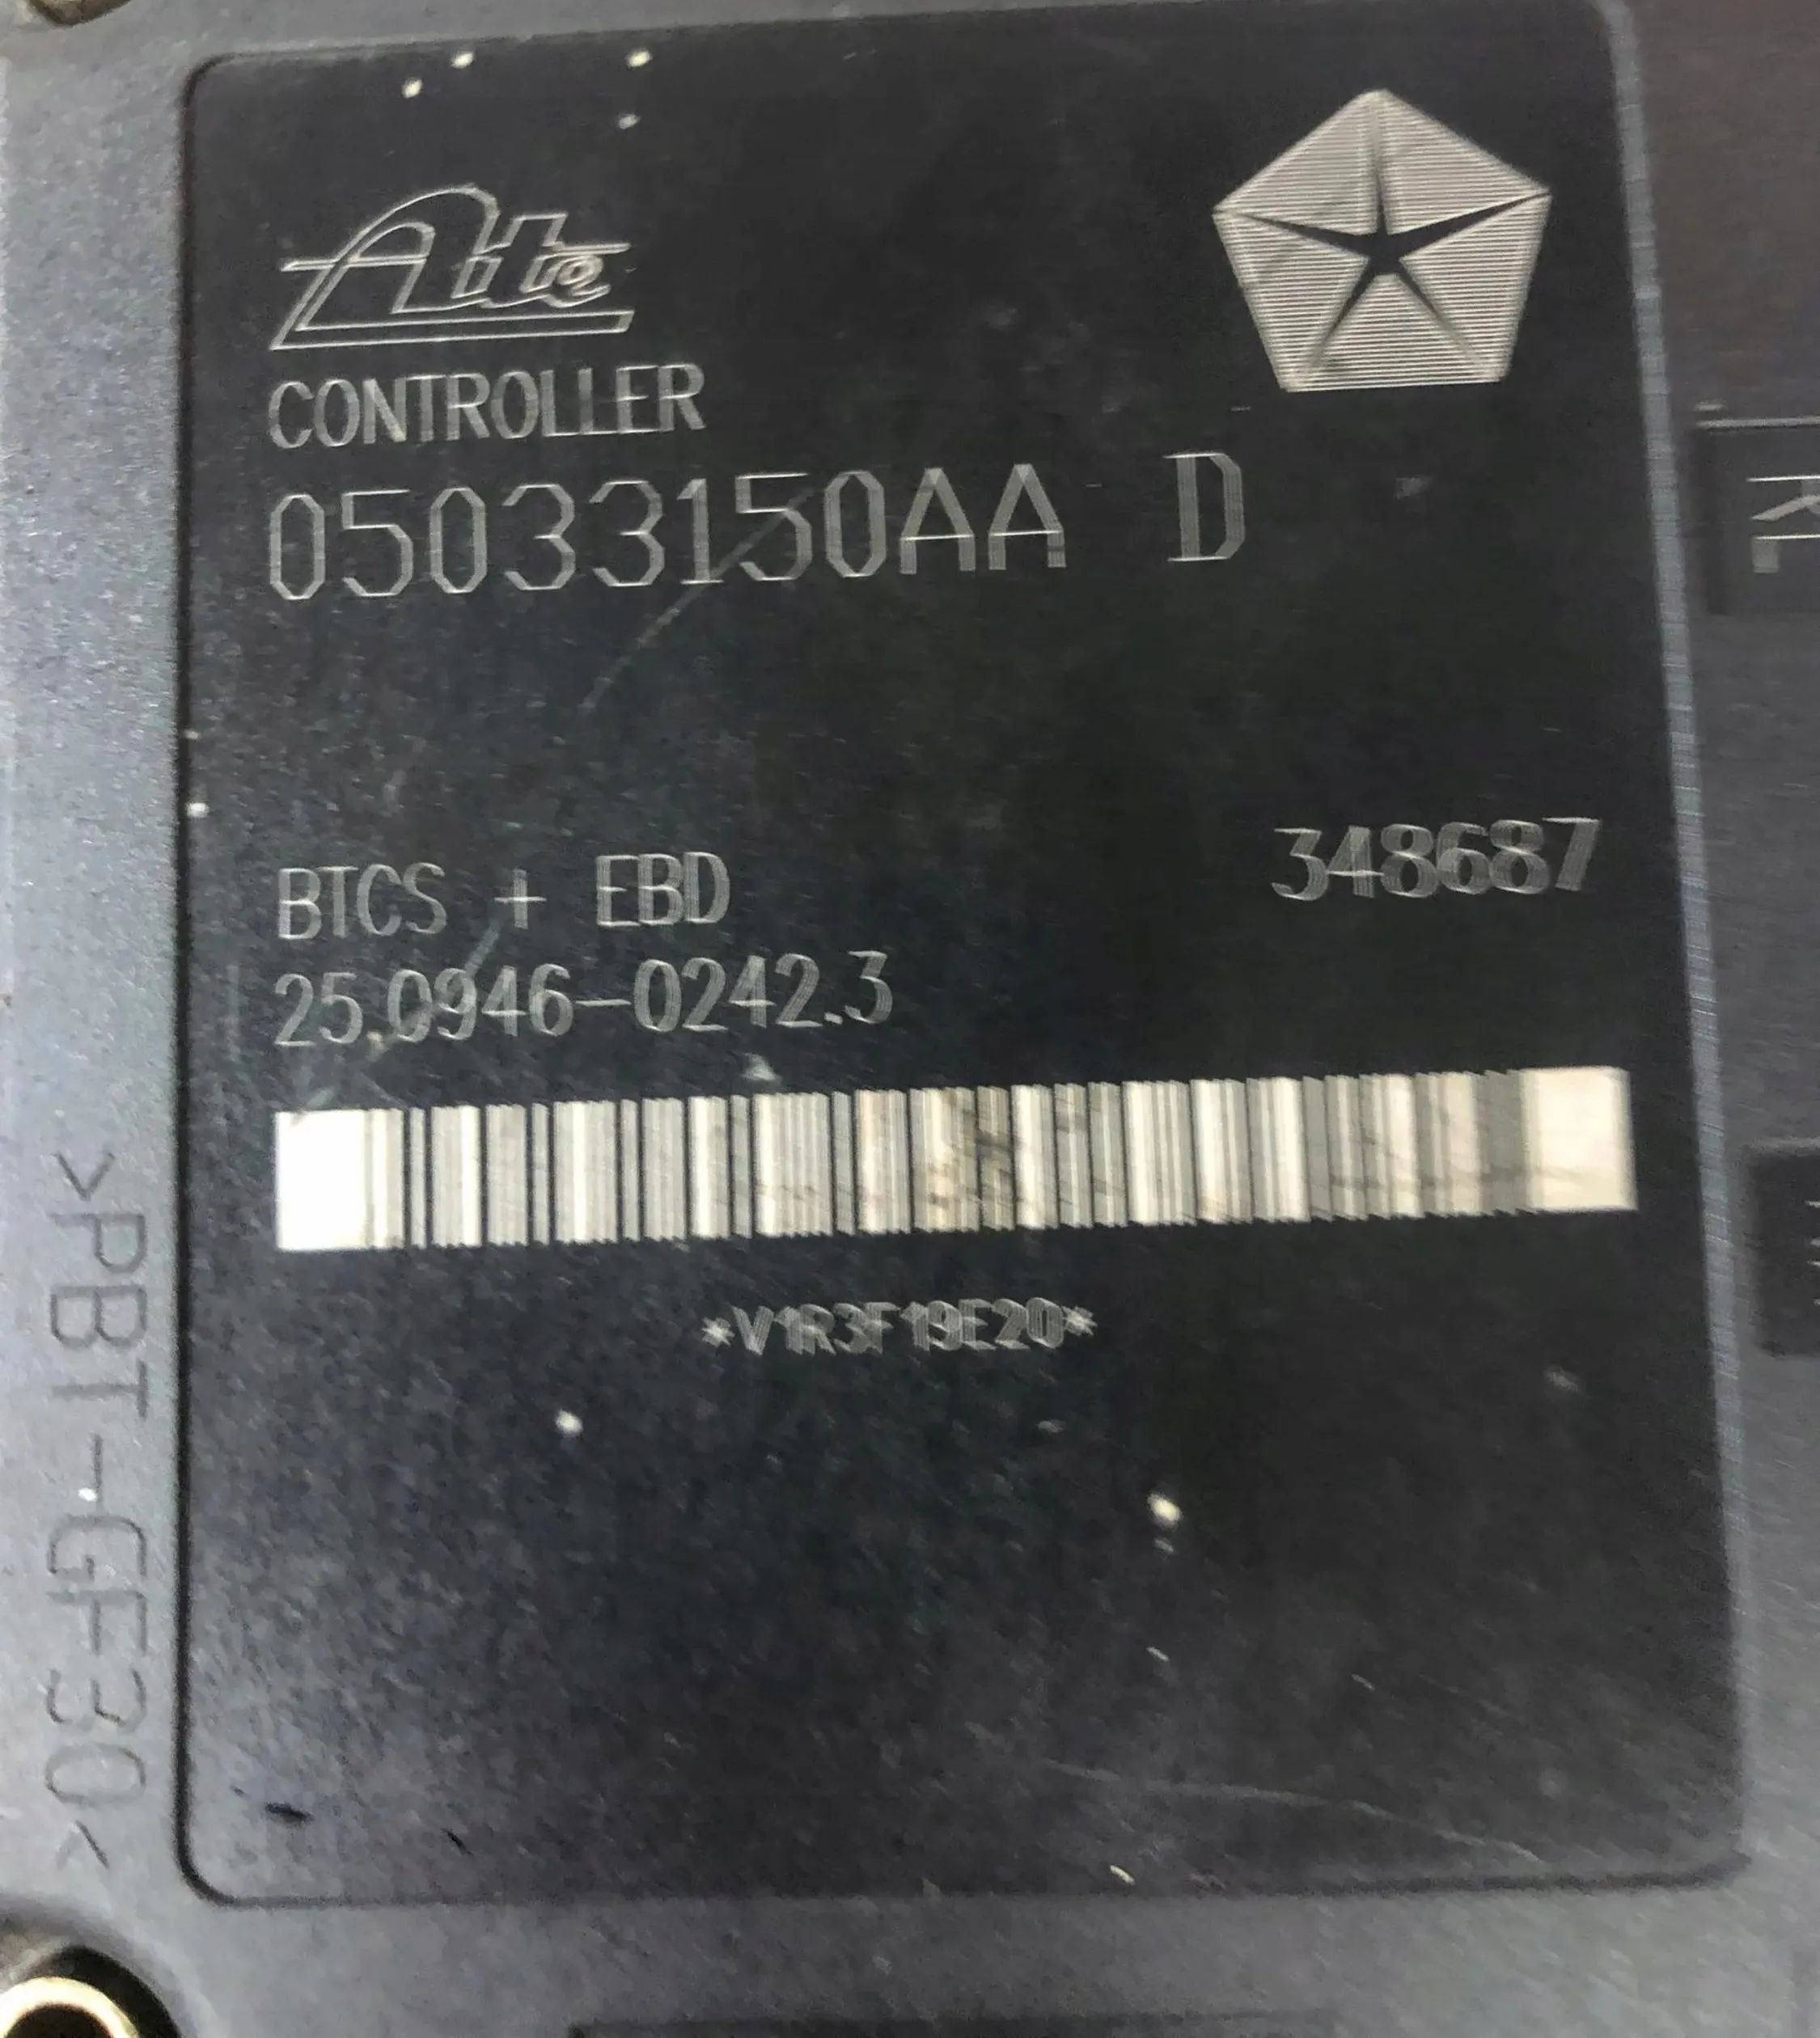 Ate
CONTROLLER
05033150AA D
BTCS + EBD 348687
25.0946-0242.3
*V1R3F19E20*
>PBT-GF30<